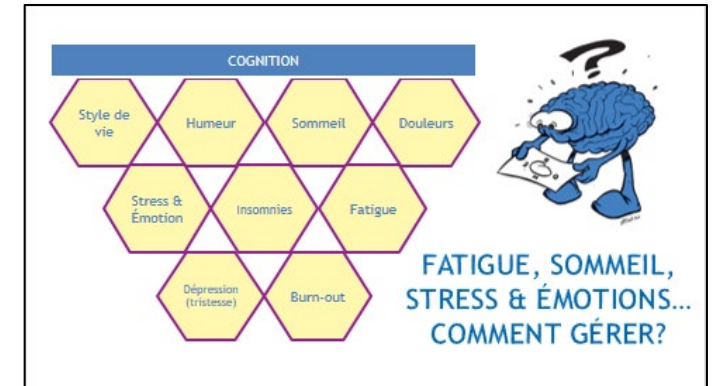 COGNITION
Style de
vie
Humeur
Sommeil
Douleurs
Stress &
Émotion
Insomnies
Fatigue
Dépression
(tristesse)
Burn-out
?
FATIGUE, SOMMEIL,
STRESS & ÉMOTIONS...
COMMENT GÉRER?